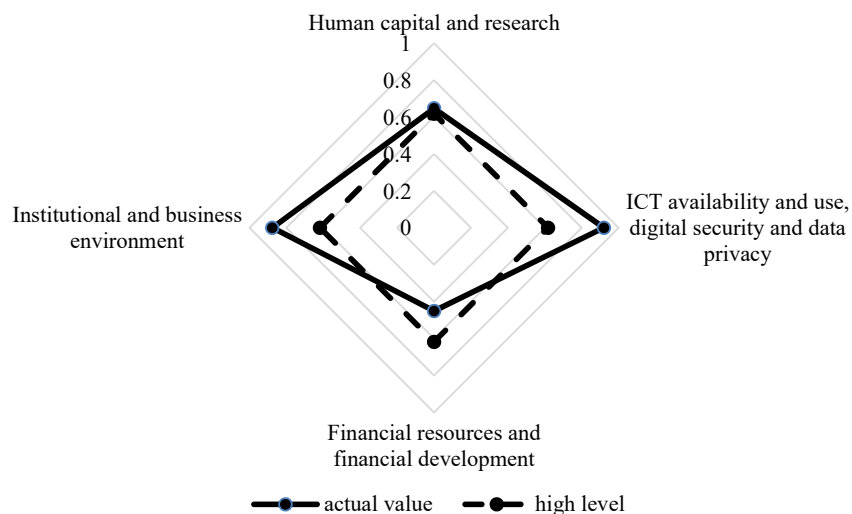 Human capital and research
1
0.8
0.6
0.4
0.2
0
Institutional and business
environment
ICT availability and use,
digital security and data
privacy
Financial resources and
financial development
actual value
high level